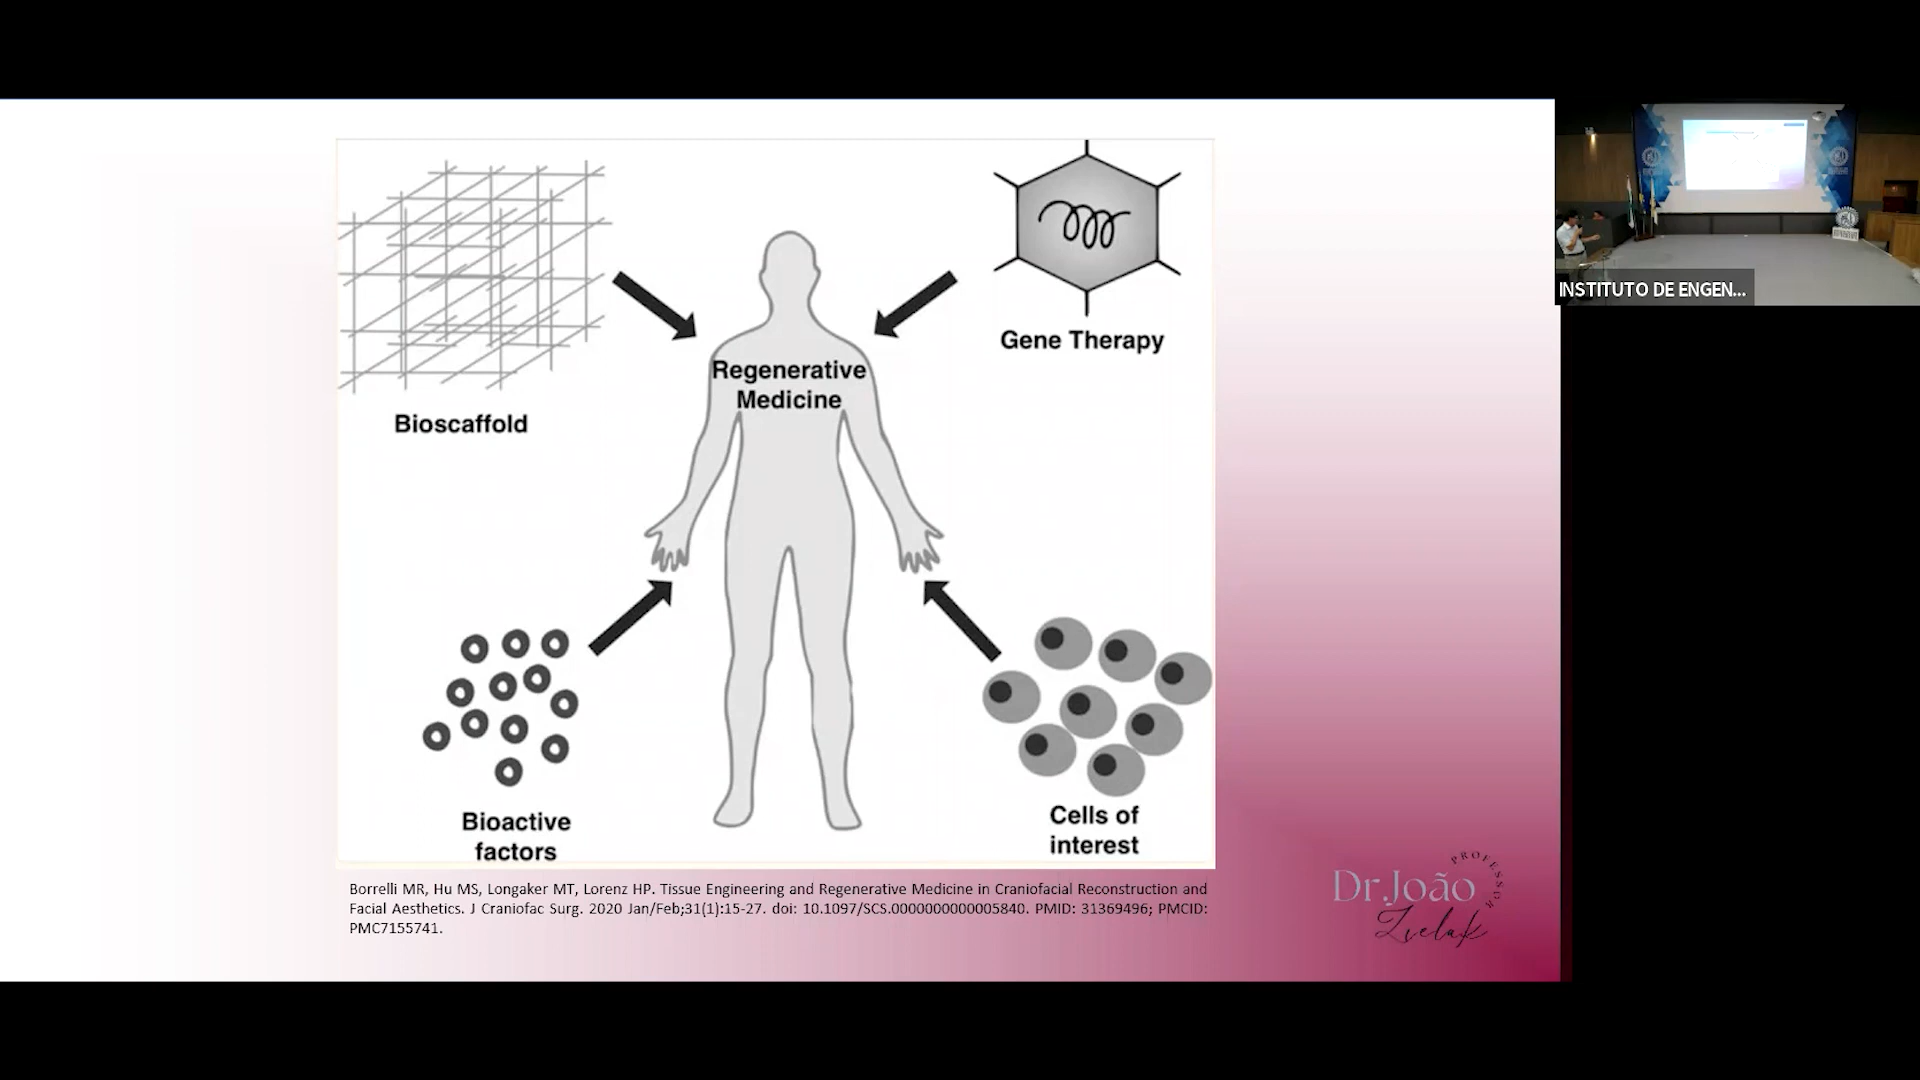 Bioscaffold
Gene Therapy
Regenerative
Medicine
Bioactive
factors
Cells of
interest
Borrelli MR, Hu MS, Longaker MT, Lorenz HP. Tissue Engineering and Regenerative Medicine in Craniofacial Reconstruction and
Facial Aesthetics. J Craniofac Surg. 2020 Jan/Feb;31(1):15-27. doi: 10.1097/SCS.0000000000005840. PMID: 31369496; PMCID:
PMC7155741.
PROFESSOR
Dr.João
Zielak
INSTITUTO DE ENGEN...